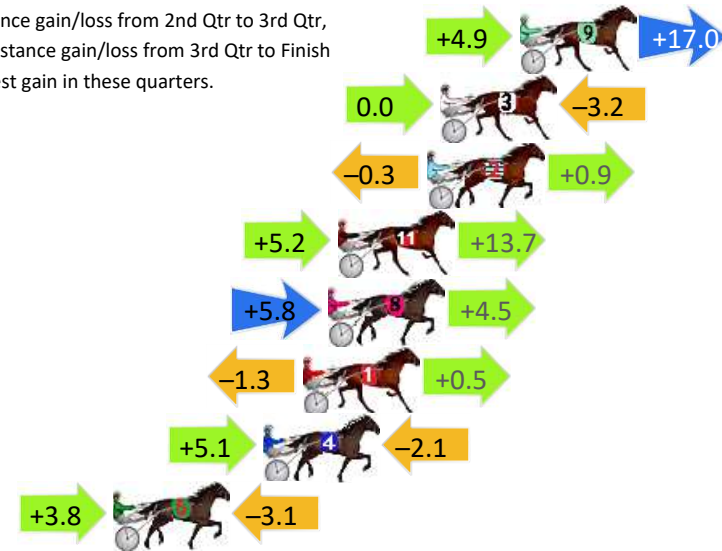 nce gain/loss from 2nd Qtr to 3rd Qtr,
stance gain/loss from 3rd Qtr to Finish
st gain in these quarters.
+4.9 9 +17.0
0.0 3 –3.2
–0.3 2 +0.9
+5.2 11 +13.7
+5.8 8 +4.5
–1.3 1 +0.5
+5.1 4 –2.1
+3.8 –3.1